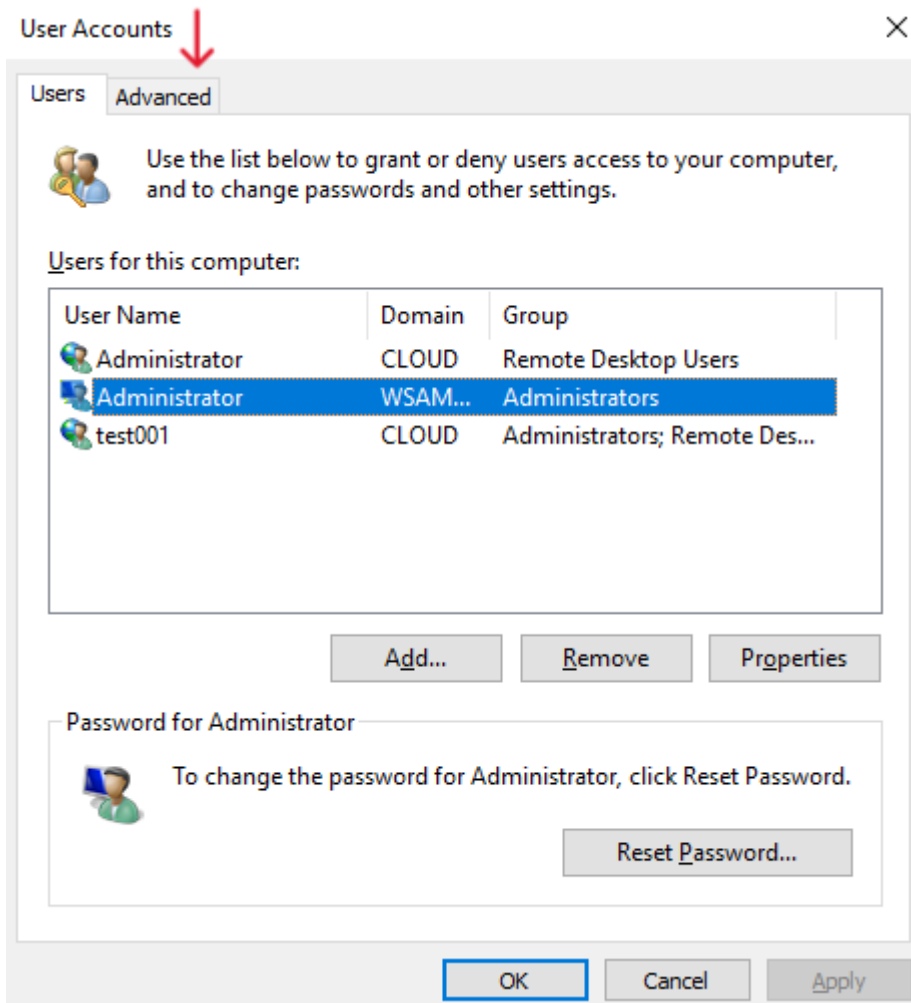 User Accounts
Users Advanced
Use the list below to grant or deny users access to your computer,
and to change passwords and other settings.
Users for this computer:
User Name Domain Group
Administrator CLOUD Remote Desktop Users
Administrator WSAM... Administrators
test001 CLOUD Administrators; Remote Des...
Add... Remove Properties
Password for Administrator
To change the password for Administrator, click Reset Password.
Reset Password...
OK Cancel Apply